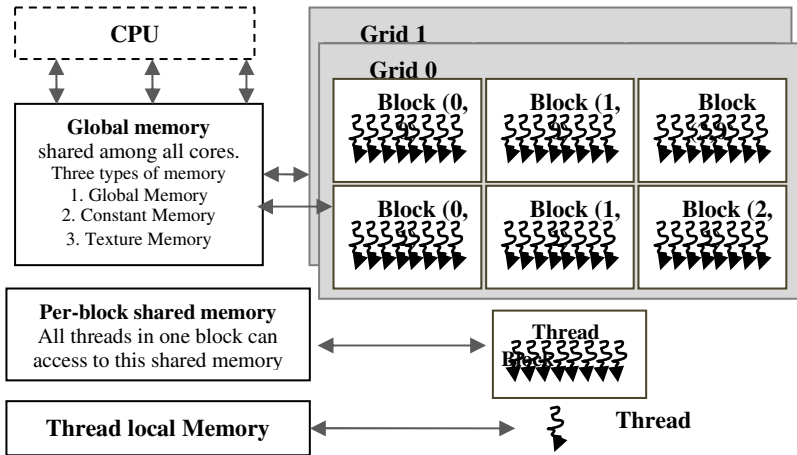 CPU
Global memory
shared among all cores.
Three types of memory
1. Global Memory
2. Constant Memory
3. Texture Memory
Grid 1
Grid 0
Block (0,
Block (1,
Block
Block (0,
Block (1,
Block (2,
Per-block shared memory
All threads in one block can
access to this shared memory
Thread
Block
Thread local Memory
Thread